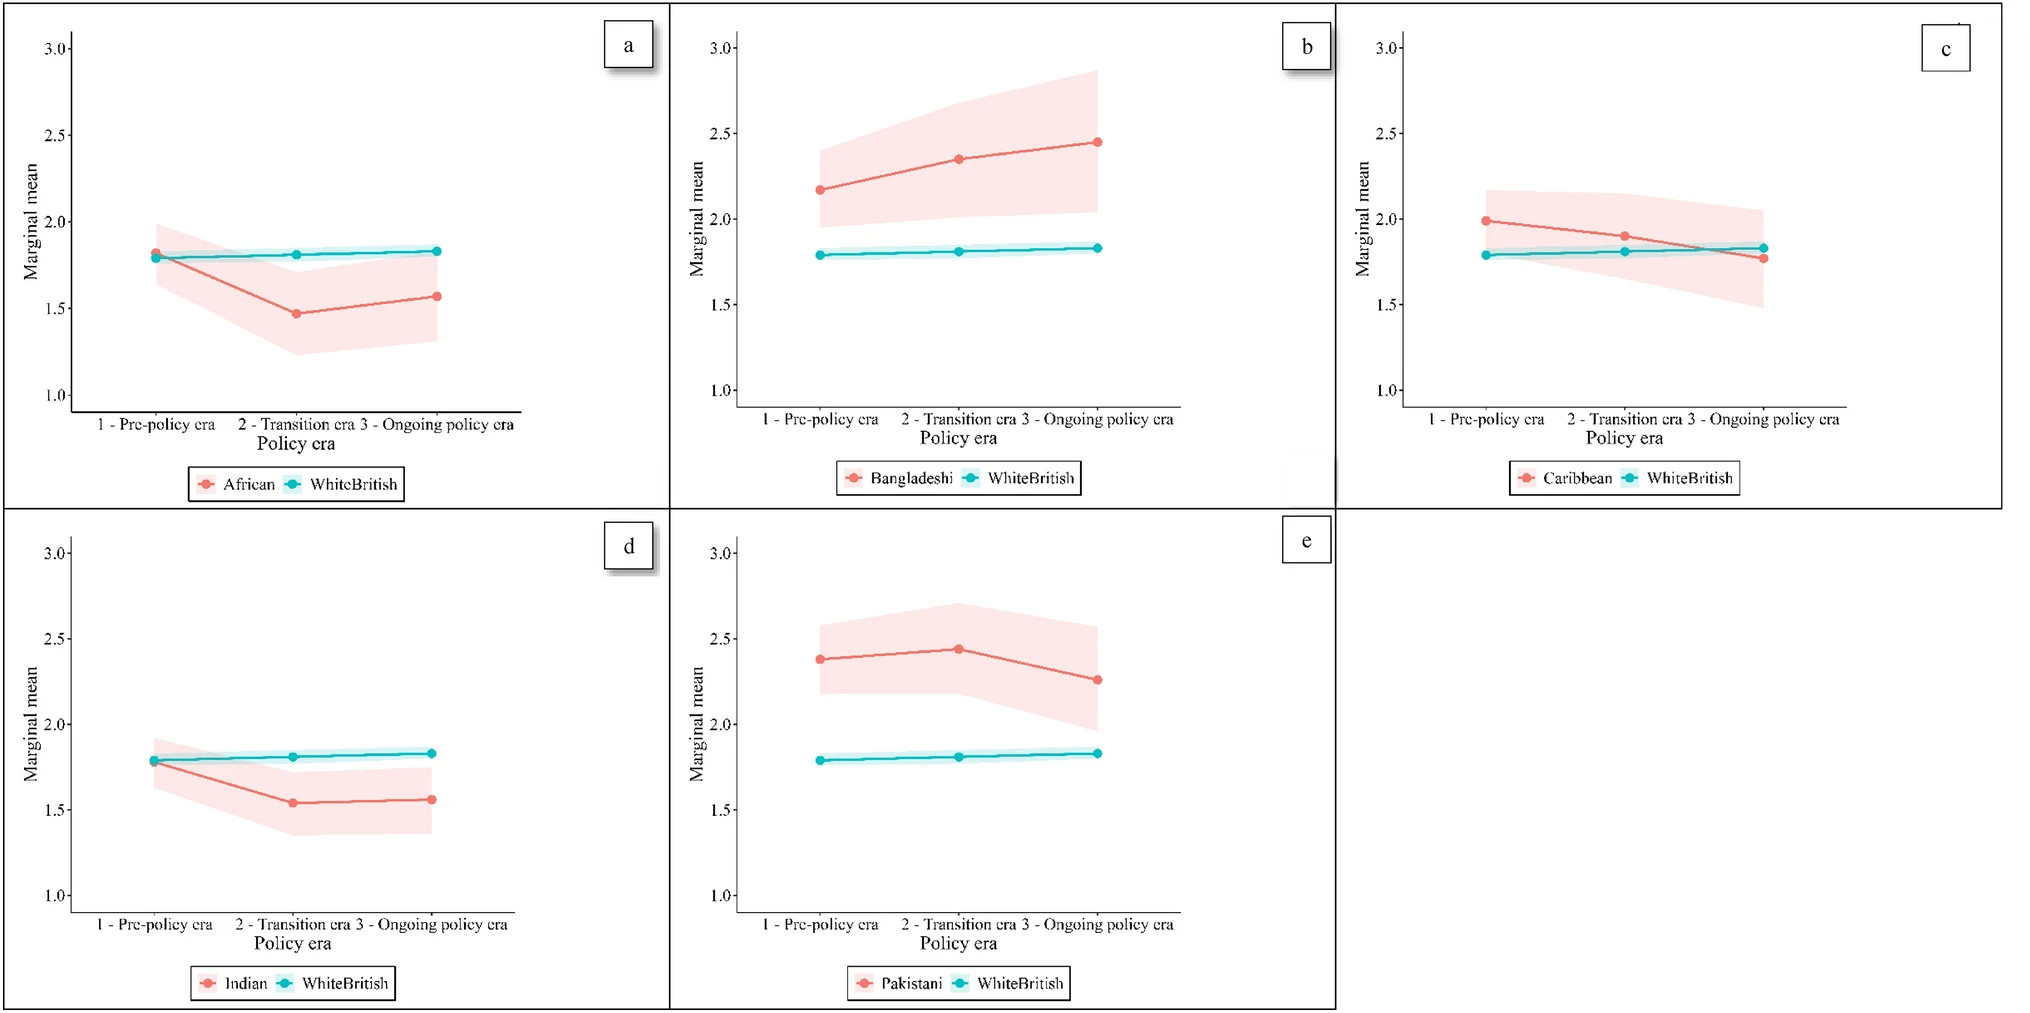 a
3.0
2.5
2.0
1.5
1.0
Marginal mean
1 - Pre-policy era 2 - Transition era 3 - Ongoing policy era
Policy era
African WhiteBritish
b
3.0
2.5
2.0
1.5
1.0
Marginal mean
1 - Pre-policy era 2 - Transition era 3 - Ongoing policy era
Policy era
Bangladeshi WhiteBritish
c
3.0
2.5
2.0
1.5
1.0
Marginal mean
1 - Pre-policy era 2 - Transition era 3 - Ongoing policy era
Policy era
Caribbean WhiteBritish
d
3.0
2.5
2.0
1.5
1.0
Marginal mean
1 - Pre-policy era 2 - Transition era 3 - Ongoing policy era
Policy era
Indian WhiteBritish
e
3.0
2.5
2.0
1.5
1.0
Marginal mean
1 - Pre-policy era 2 - Transition era 3 - Ongoing policy era
Policy era
Pakistani WhiteBritish